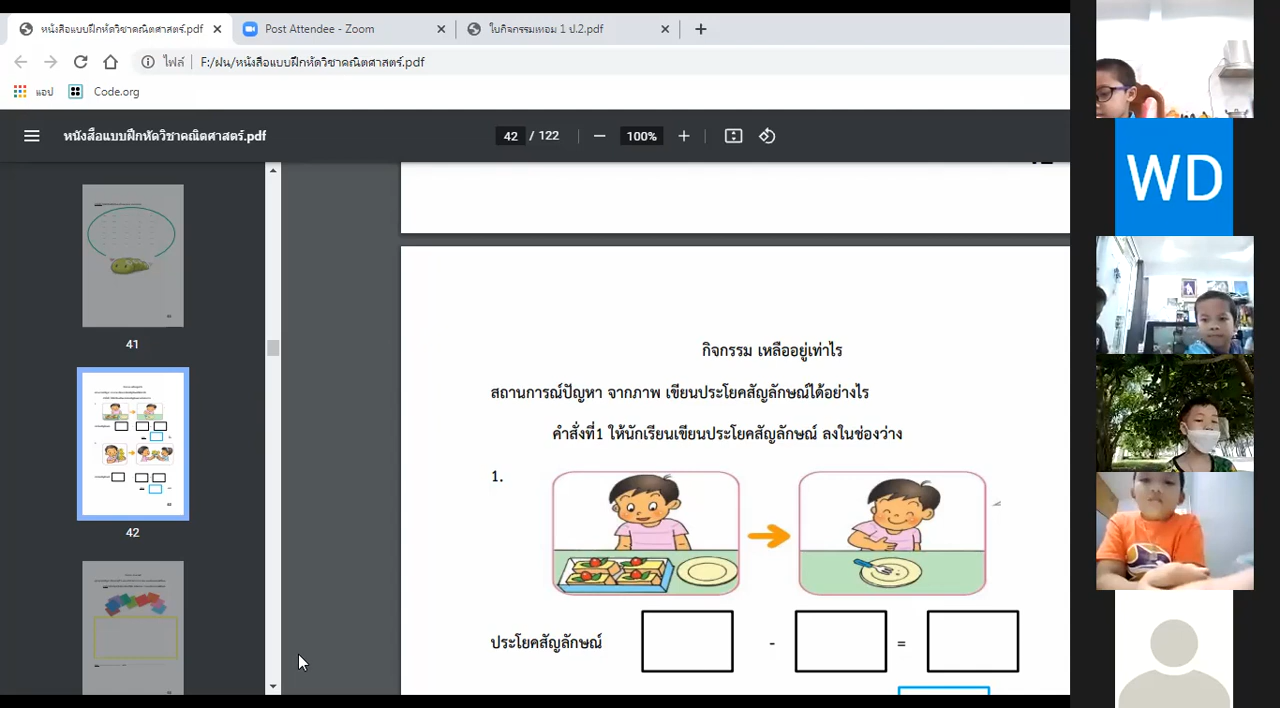 หนังสือแบบฝึกหัดวิชาคณิตศาสตร์.pdf
Post Attendee - Zoom
ใบกิจกรรมเทอม 1 ป.2.pdf
ไฟล์ F:/ฝน/หนังสือแบบฝึกหัดวิชาคณิตศาสตร์.pdf
แอป Code.org
หนังสือแบบฝึกหัดวิชาคณิตศาสตร์.pdf
42 / 122
100%
WD
41
42
กิจกรรม เหลืออยู่เท่าไร
สถานการณ์ปัญหา จากภาพ เขียนประโยคสัญลักษณ์ได้อย่างไร
คำสั่งที่1 ให้นักเรียนเขียนประโยคสัญลักษณ์ ลงในช่องว่าง
1.
ประโยคสัญลักษณ์ - =